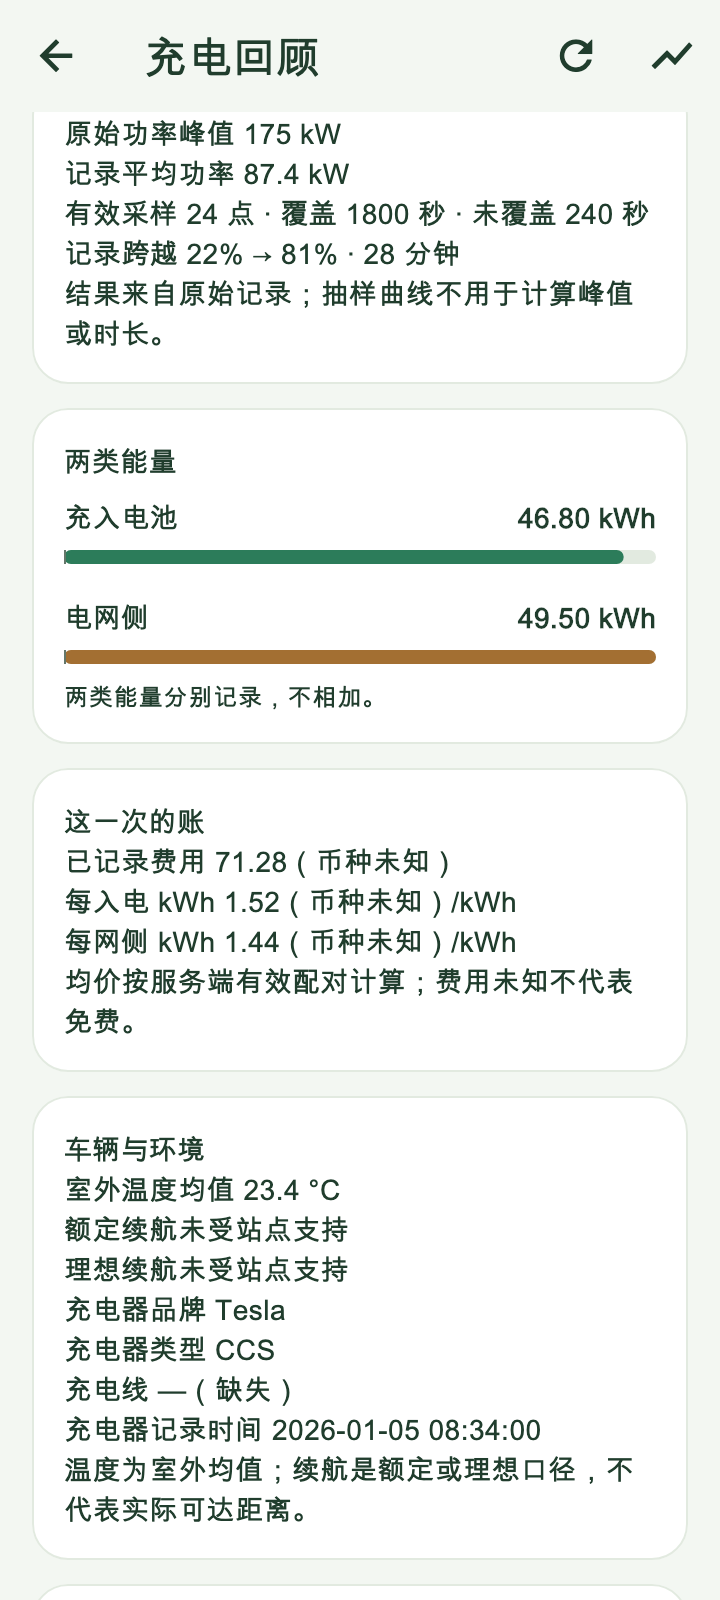 充电回顾
原始功率峰值 175 kW
记录平均功率 87.4 kW
有效采样 24 点 · 覆盖 1800 秒 · 未覆盖 240 秒
记录跨越 22% → 81% · 28 分钟
结果来自原始记录；抽样曲线不用于计算峰值
或时长。
两类能量
充入电池 46.80 kWh
电网侧 49.50 kWh
两类能量分别记录，不相加。
这一次的账
已记录费用 71.28（币种未知）
每入电 kWh 1.52（币种未知）/kWh
每网侧 kWh 1.44（币种未知）/kWh
均价按服务端有效配对计算；费用未知不代表
免费。
车辆与环境
室外温度均值 23.4 °C
额定续航未受站点支持
理想续航未受站点支持
充电器品牌 Tesla
充电器类型 CCS
充电线 —（缺失）
充电器记录时间 2026-01-05 08:34:00
温度为室外均值；续航是额定或理想口径，不
代表实际可达距离。